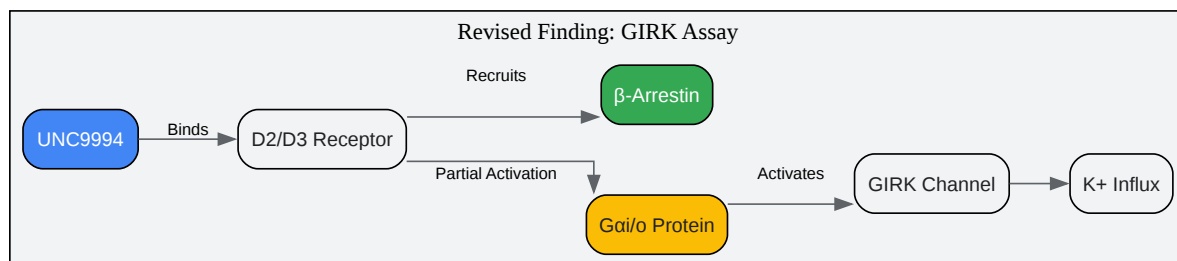 Revised Finding: GIRK Assay
UNC9994
Binds
D2/D3 Receptor
Recruits
β-Arrestin
Partial Activation
Gαi/o Protein
Activates
GIRK Channel
K+ Influx